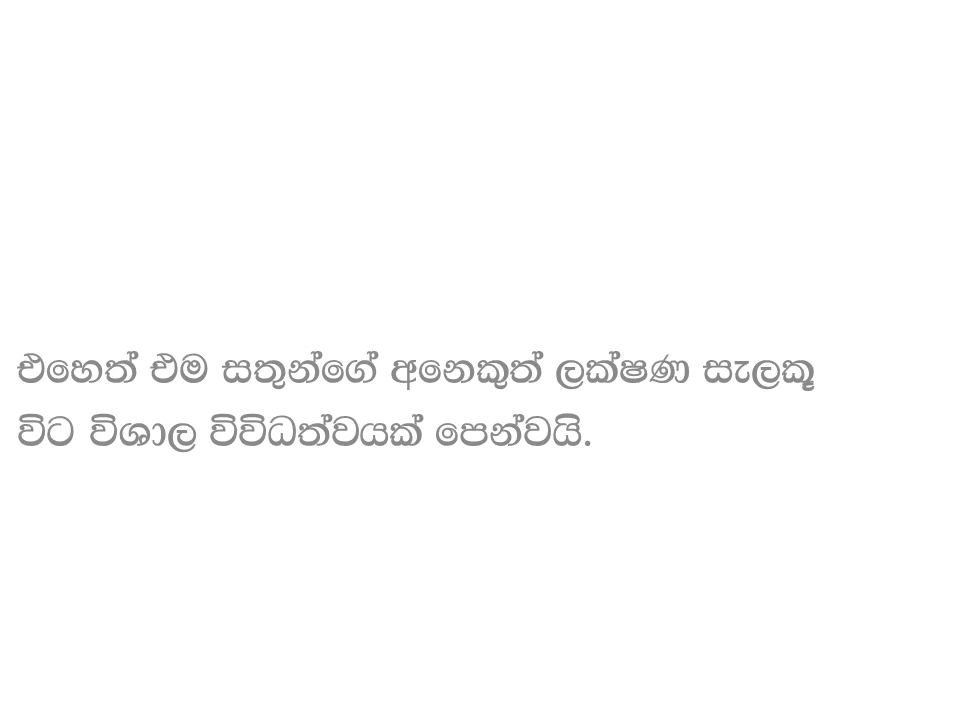 එහෙත් එම සතුන්ගේ අනෙකුත් ලක්ෂණ සැලකූ
විට විශාල විවිධත්වයක් පෙන්වයි.